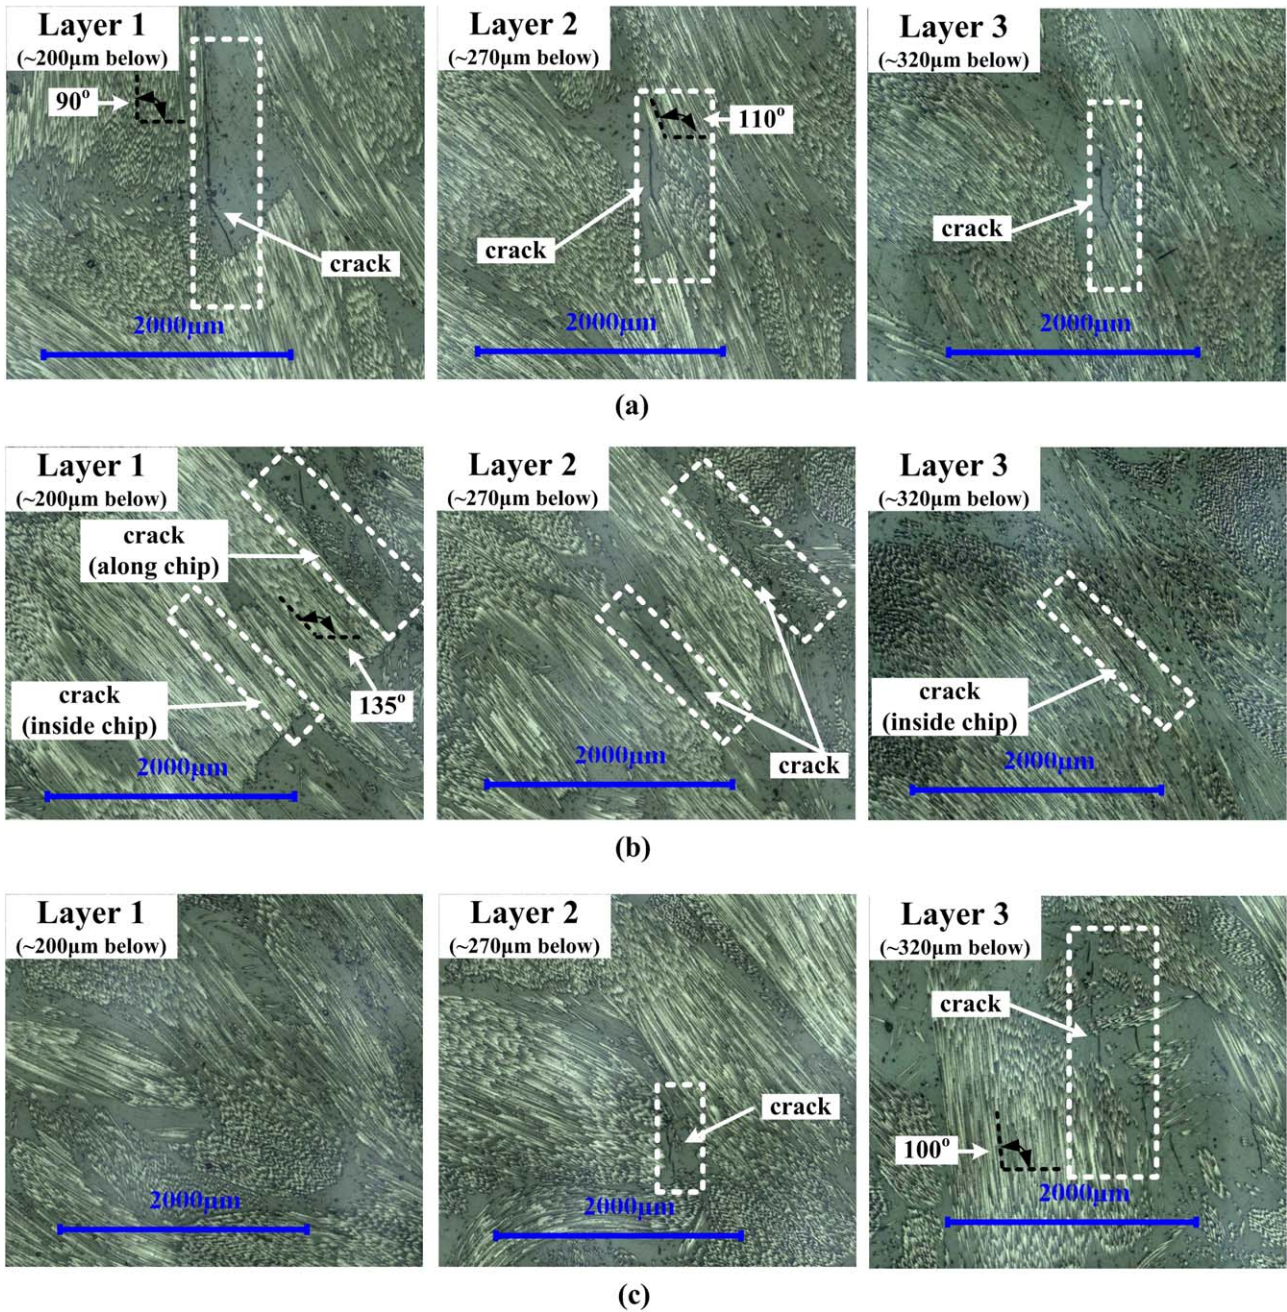 Layer 1
(~200µm below)
90°
crack
2000µm
Layer 2
(~270µm below)
110°
crack
2000µm
Layer 3
(~320µm below)
crack
2000µm
(a)
Layer 1
(~200µm below)
crack
(along chip)
crack
(inside chip)
135°
2000µm
Layer 2
(~270µm below)
crack
2000µm
Layer 3
(~320µm below)
crack
(inside chip)
2000µm
(b)
Layer 1
(~200µm below)
2000µm
Layer 2
(~270µm below)
crack
2000µm
Layer 3
(~320µm below)
crack
100°
2000µm
(c)